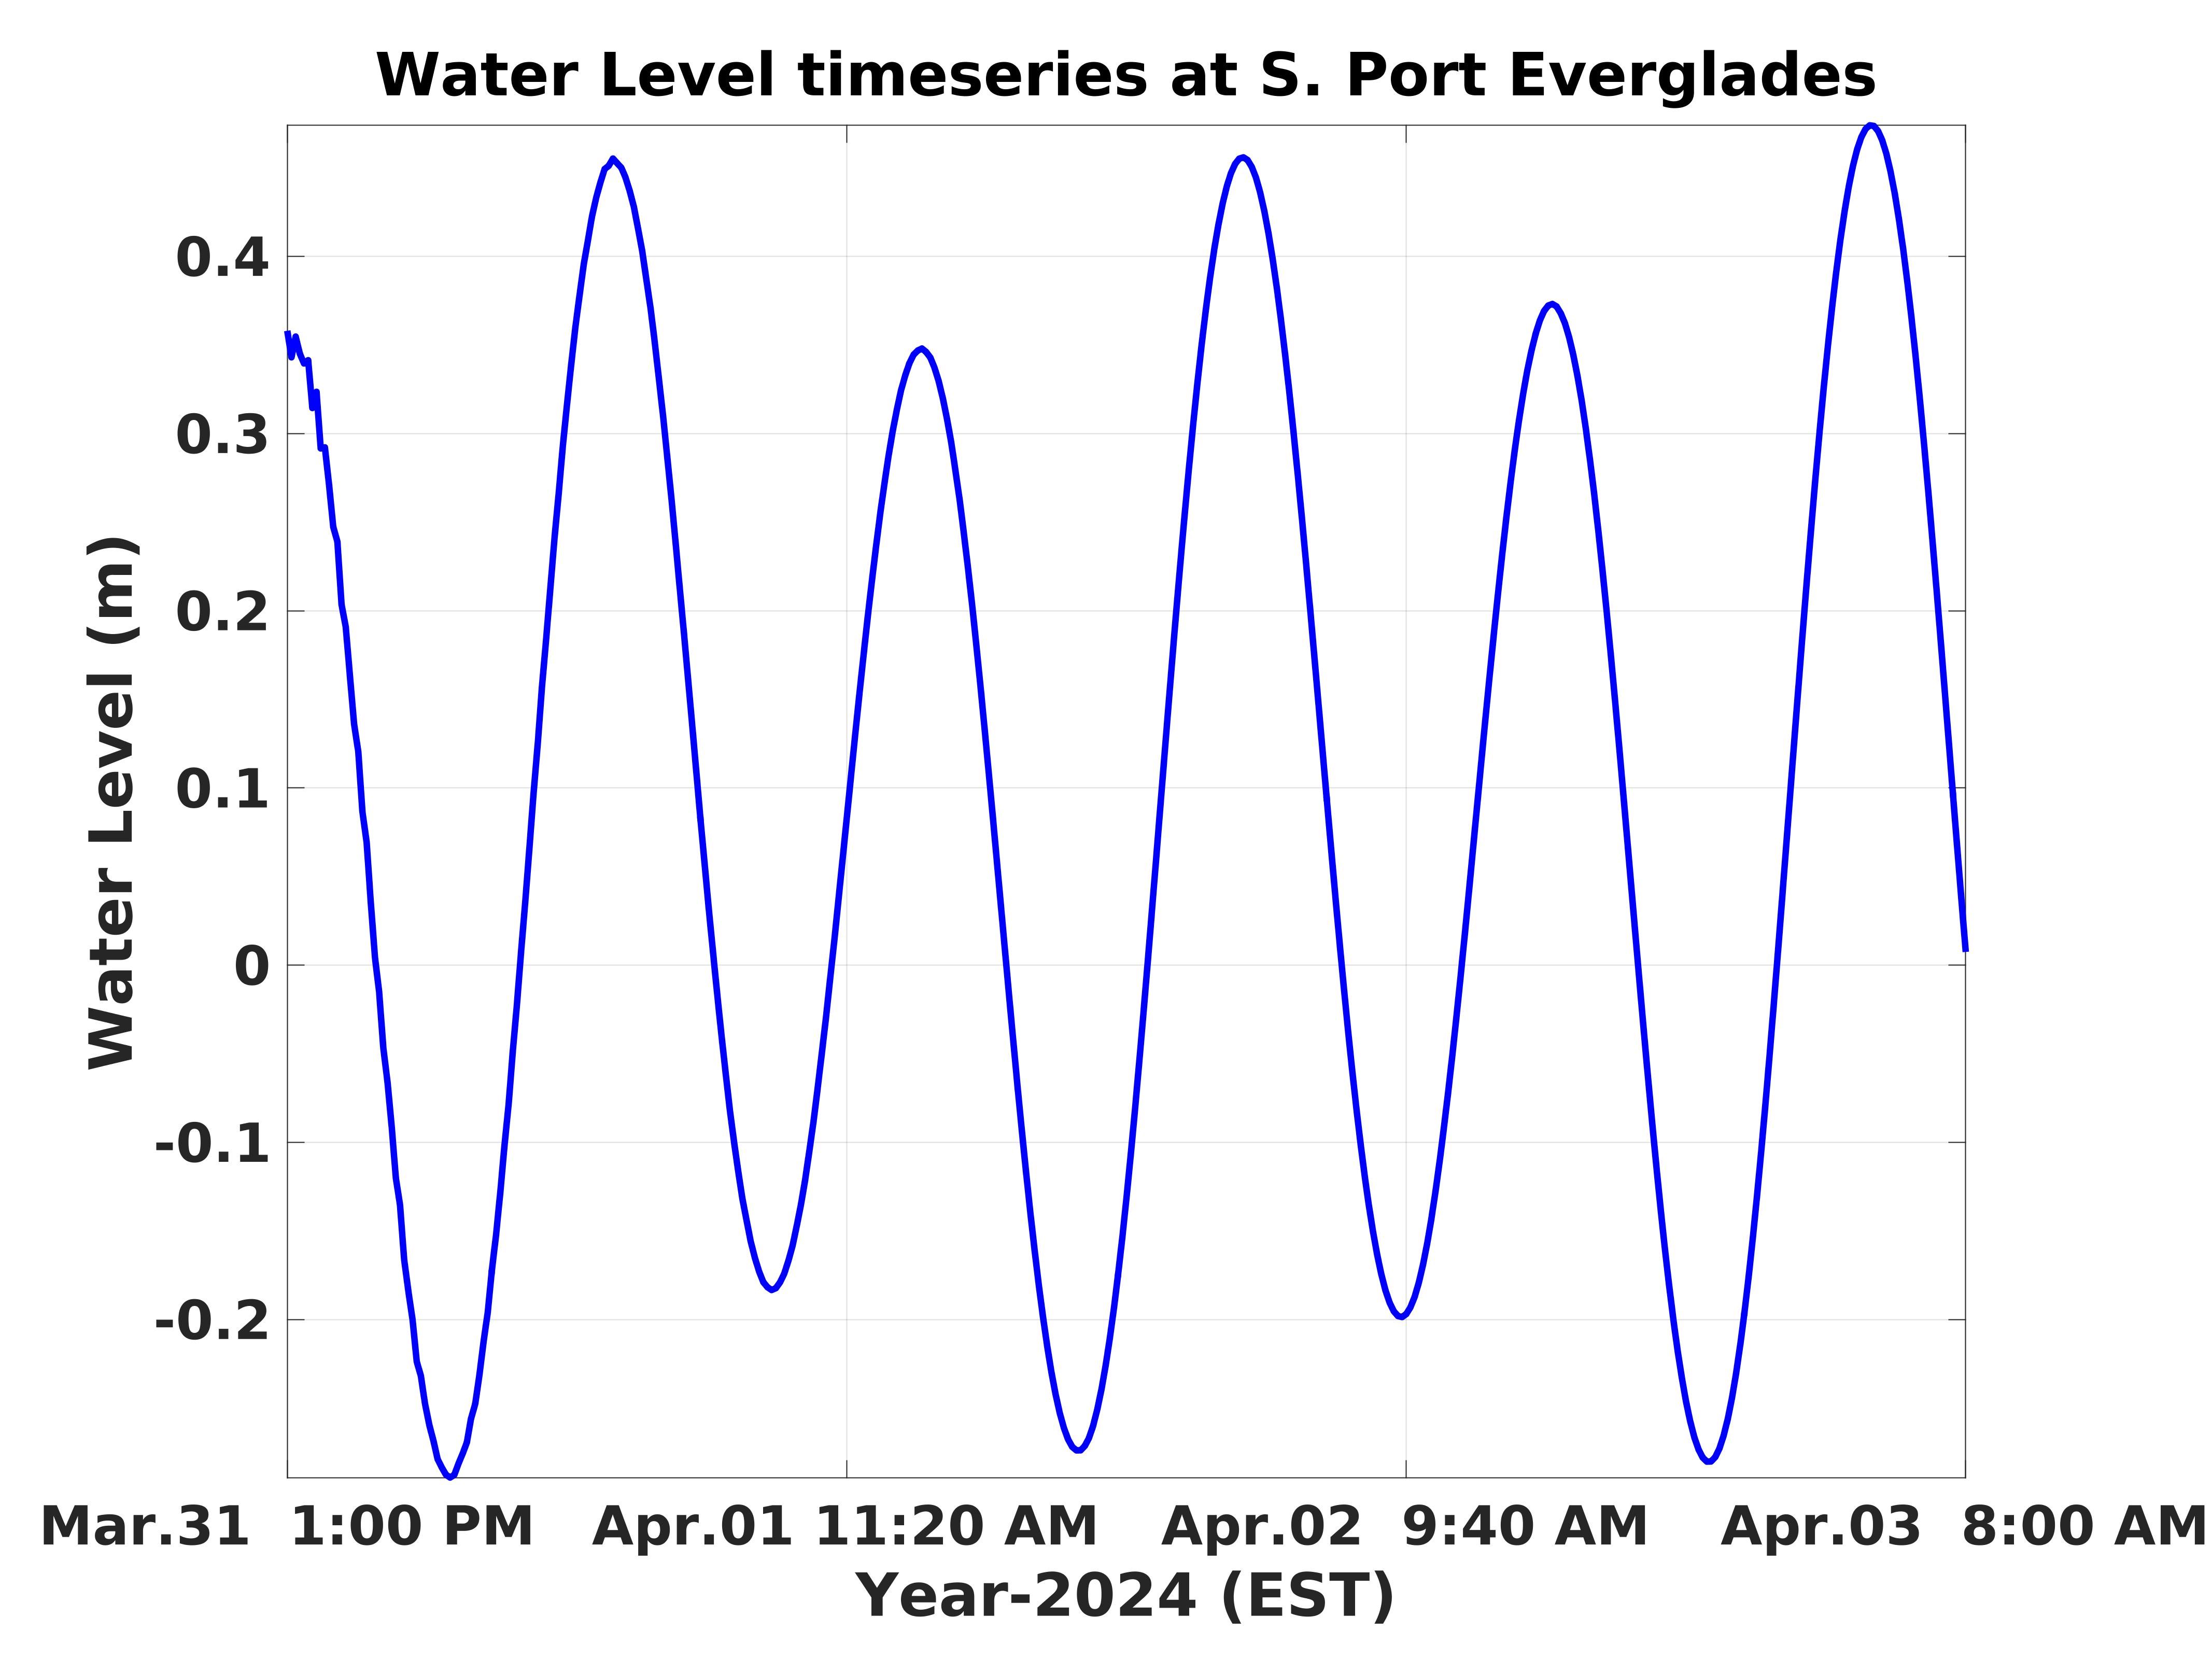 Water Level timeseries at S. Port Everglades
Water Level (m)
0.4
0.3
0.2
0.1
0
-0.1
-0.2
Mar.31  1:00 PM
Apr.01 11:20 AM
Apr.02  9:40 AM
Apr.03  8:00 AM
Year-2024 (EST)